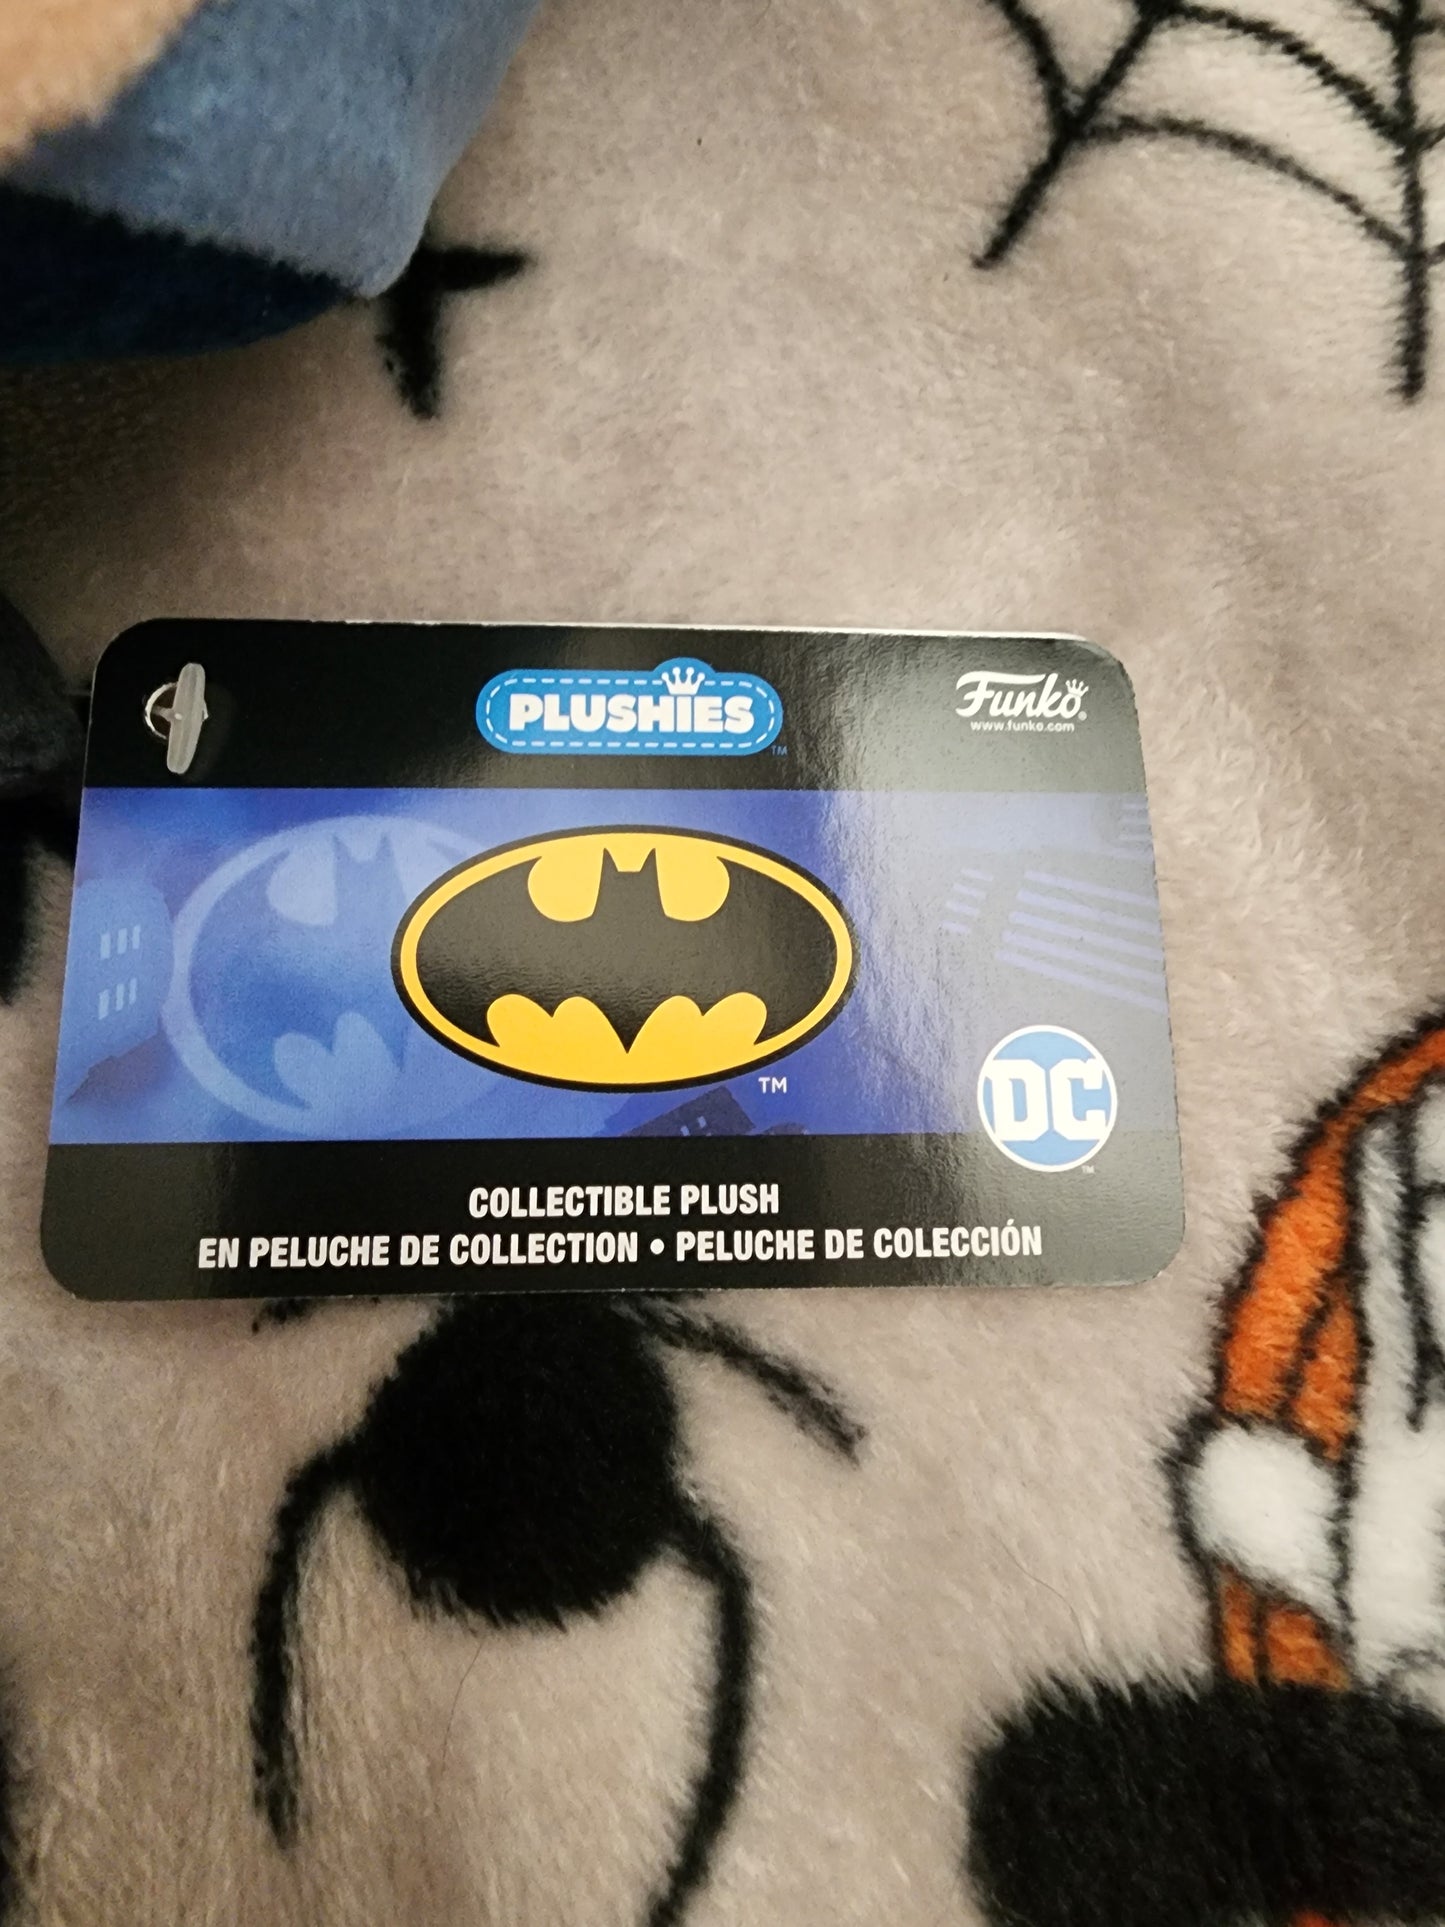 PLUSHIES
TM
Funko
www.funko.com
TM
DC
TM
COLLECTIBLE PLUSH
EN PELUCHE DE COLLECTION • PELUCHE DE COLECCIÓN